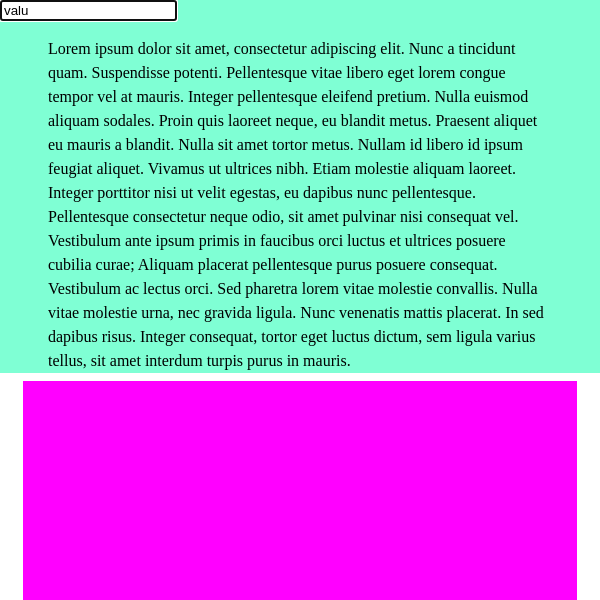 valu
Lorem ipsum dolor sit amet, consectetur adipiscing elit. Nunc a tincidunt
quam. Suspendisse potenti. Pellentesque vitae libero eget lorem congue
tempor vel at mauris. Integer pellentesque eleifend pretium. Nulla euismod
aliquam sodales. Proin quis laoreet neque, eu blandit metus. Praesent aliquet
eu mauris a blandit. Nulla sit amet tortor metus. Nullam id libero id ipsum
feugiat aliquet. Vivamus ut ultrices nibh. Etiam molestie aliquam laoreet.
Integer porttitor nisi ut velit egestas, eu dapibus nunc pellentesque.
Pellentesque consectetur neque odio, sit amet pulvinar nisi consequat vel.
Vestibulum ante ipsum primis in faucibus orci luctus et ultrices posuere
cubilia curae; Aliquam placerat pellentesque purus posuere consequat.
Vestibulum ac lectus orci. Sed pharetra lorem vitae molestie convallis. Nulla
vitae molestie urna, nec gravida ligula. Nunc venenatis mattis placerat. In sed
dapibus risus. Integer consequat, tortor eget luctus dictum, sem ligula varius
tellus, sit amet interdum turpis purus in mauris.